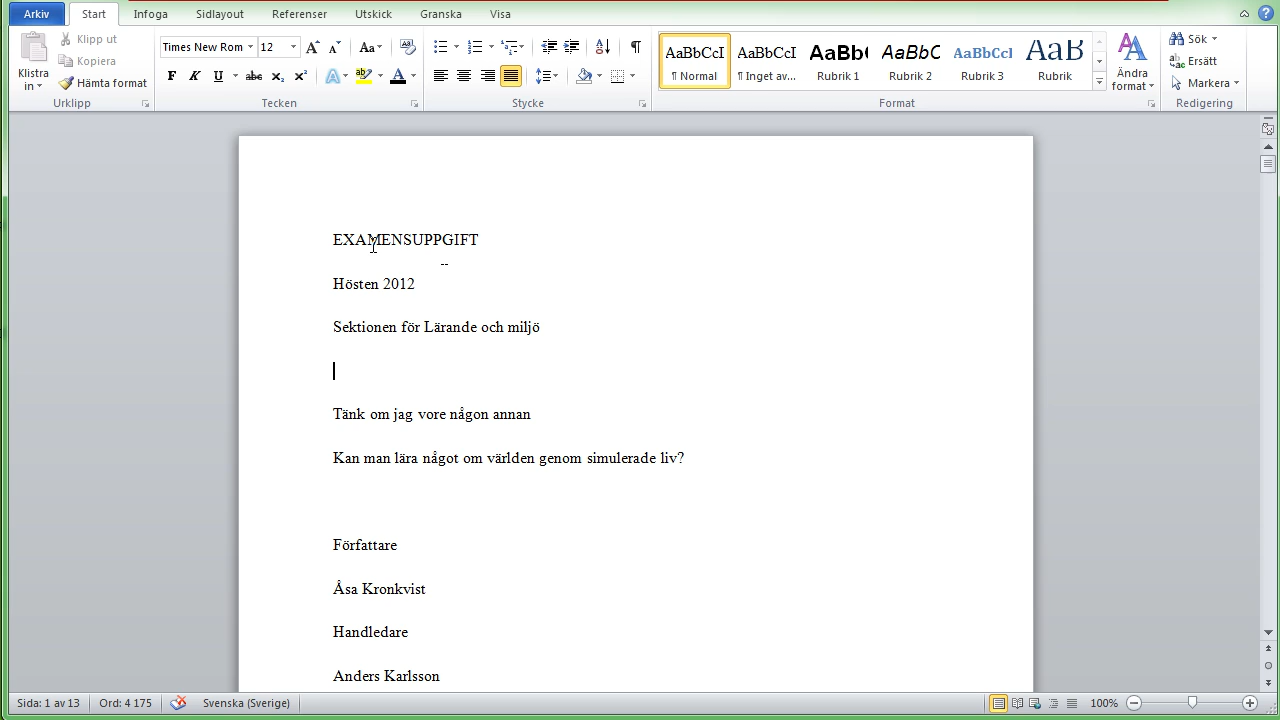 Arkiv Start Infoga Sidlayout Referenser Utskick Granska Visa
Klistra in
Klipp ut
Kopiera
Hämta format
Urklipp
Times New Rom 12
Tecken
Stycke
AaBbCcI AaBbCcI AaBb AaBbC AaBbCcI AaB
¶ Normal ¶ Inget av... Rubrik 1 Rubrik 2 Rubrik 3 Rubrik
Format
Ändra format
Sök
Ersätt
Markera
Redigering
EXAMENSUPPGIFT
--
Hösten 2012
Sektionen för Lärande och miljö
Tänk om jag vore någon annan
Kan man lära något om världen genom simulerade liv?
Författare
Åsa Kronkvist
Handledare
Anders Karlsson
Sida: 1 av 13 Ord: 4 175 Svenska (Sverige) 100%